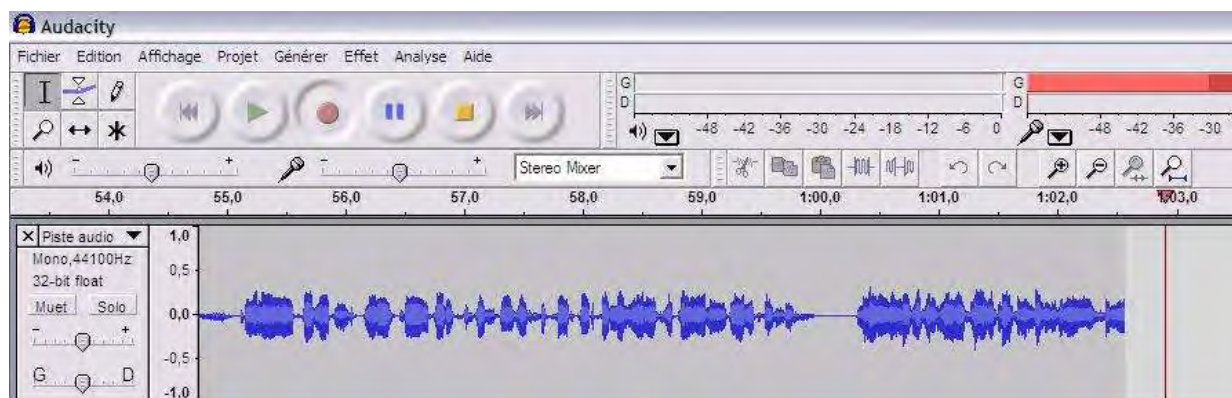 Audacity
Fichier Edition Affichage Projet Générer Effet Analyse Aide
G
D
-48 -42 -36 -30 -24 -18 -12 -6 0
G
D
-48 -42 -36 -30
- + - + Stereo Mixer
54,0 55,0 56,0 57,0 58,0 59,0 1:00,0 1:01,0 1:02,0 1:03,0
X Piste audio
Mono,44100Hz
32-bit float
Muet Solo
- +
G D
1,0
0,5
0,0
-0,5
-1,0